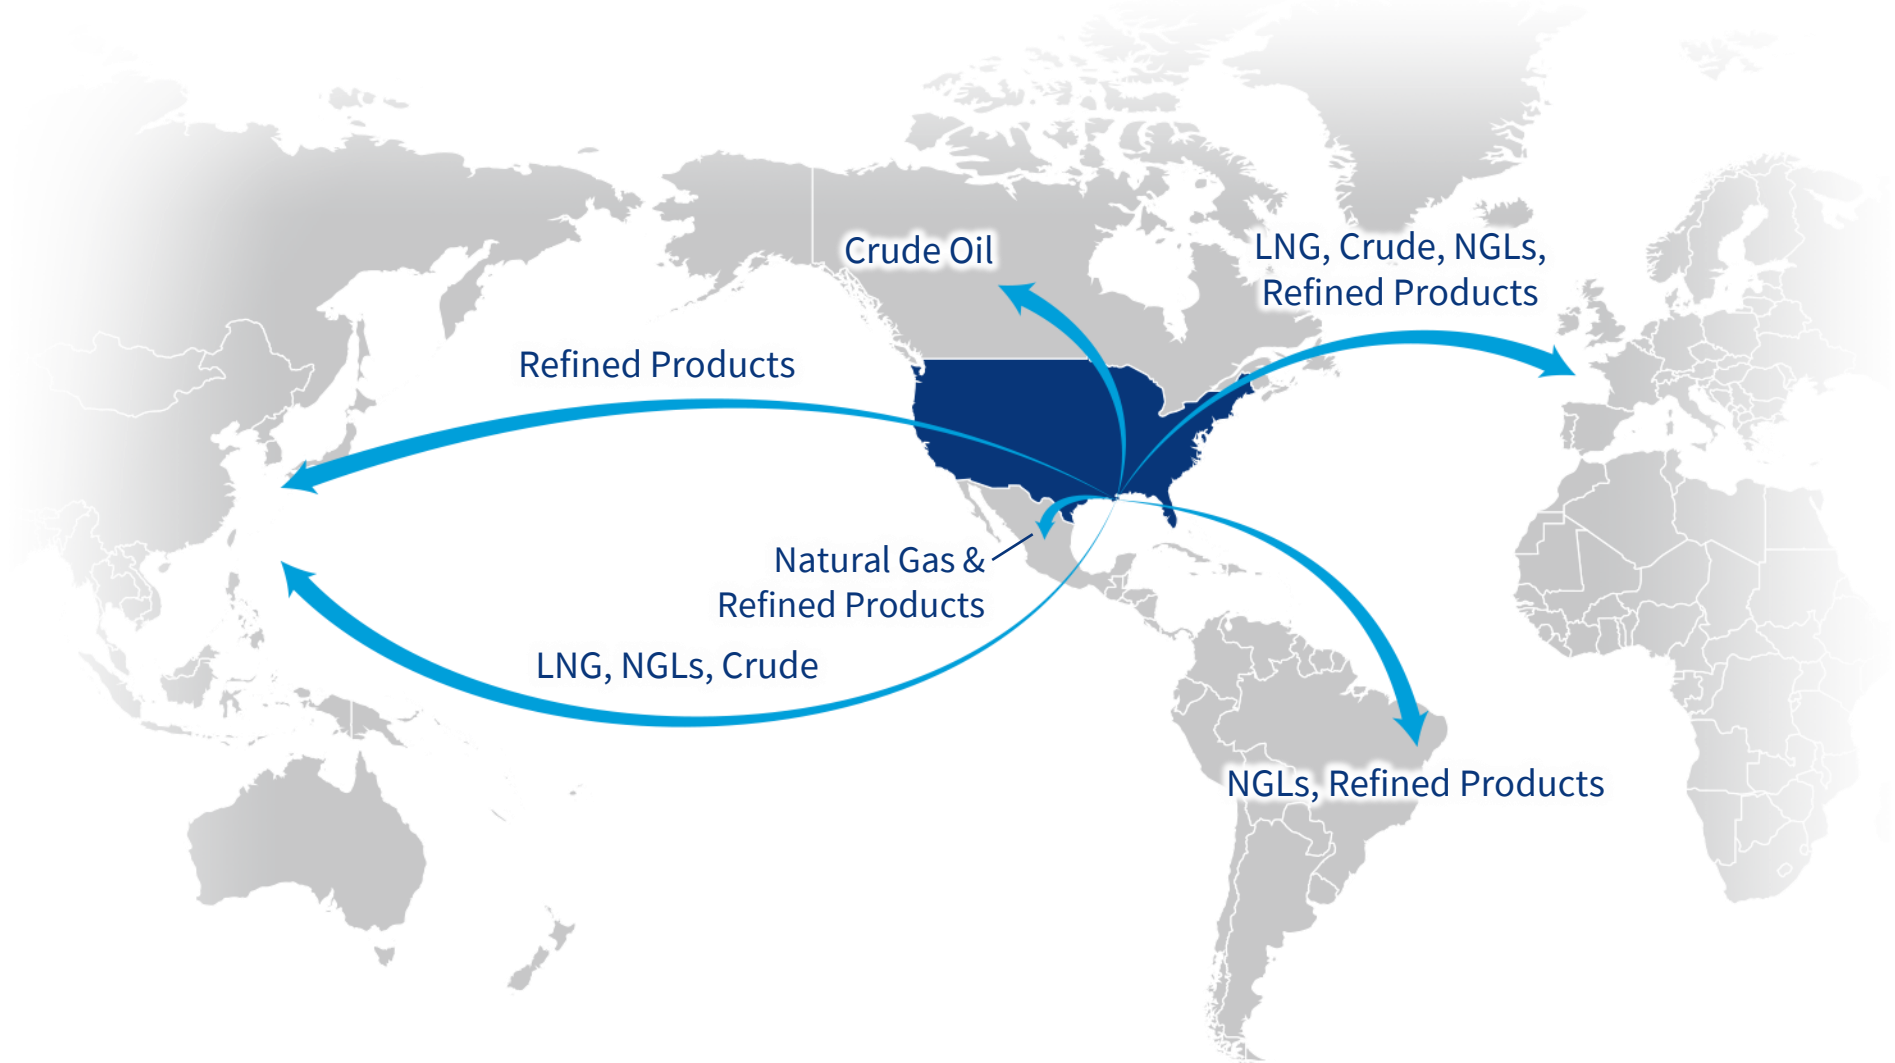 Crude Oil
LNG, Crude, NGLs,
Refined Products
Refined Products
Natural Gas &
Refined Products
LNG, NGLs, Crude
NGLs, Refined Products